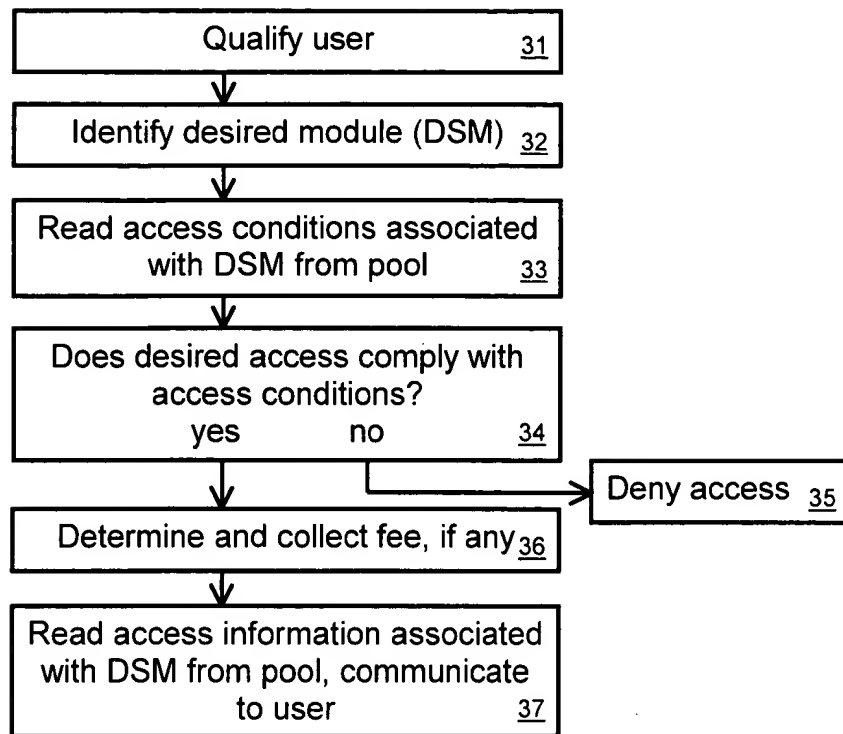 Qualify user 31
Identify desired module (DSM) 32
Read access conditions associated
with DSM from pool 33
Does desired access comply with
access conditions?
yes no 34
Deny access 35
Determine and collect fee, if any 36
Read access information associated
with DSM from pool, communicate
to user 37